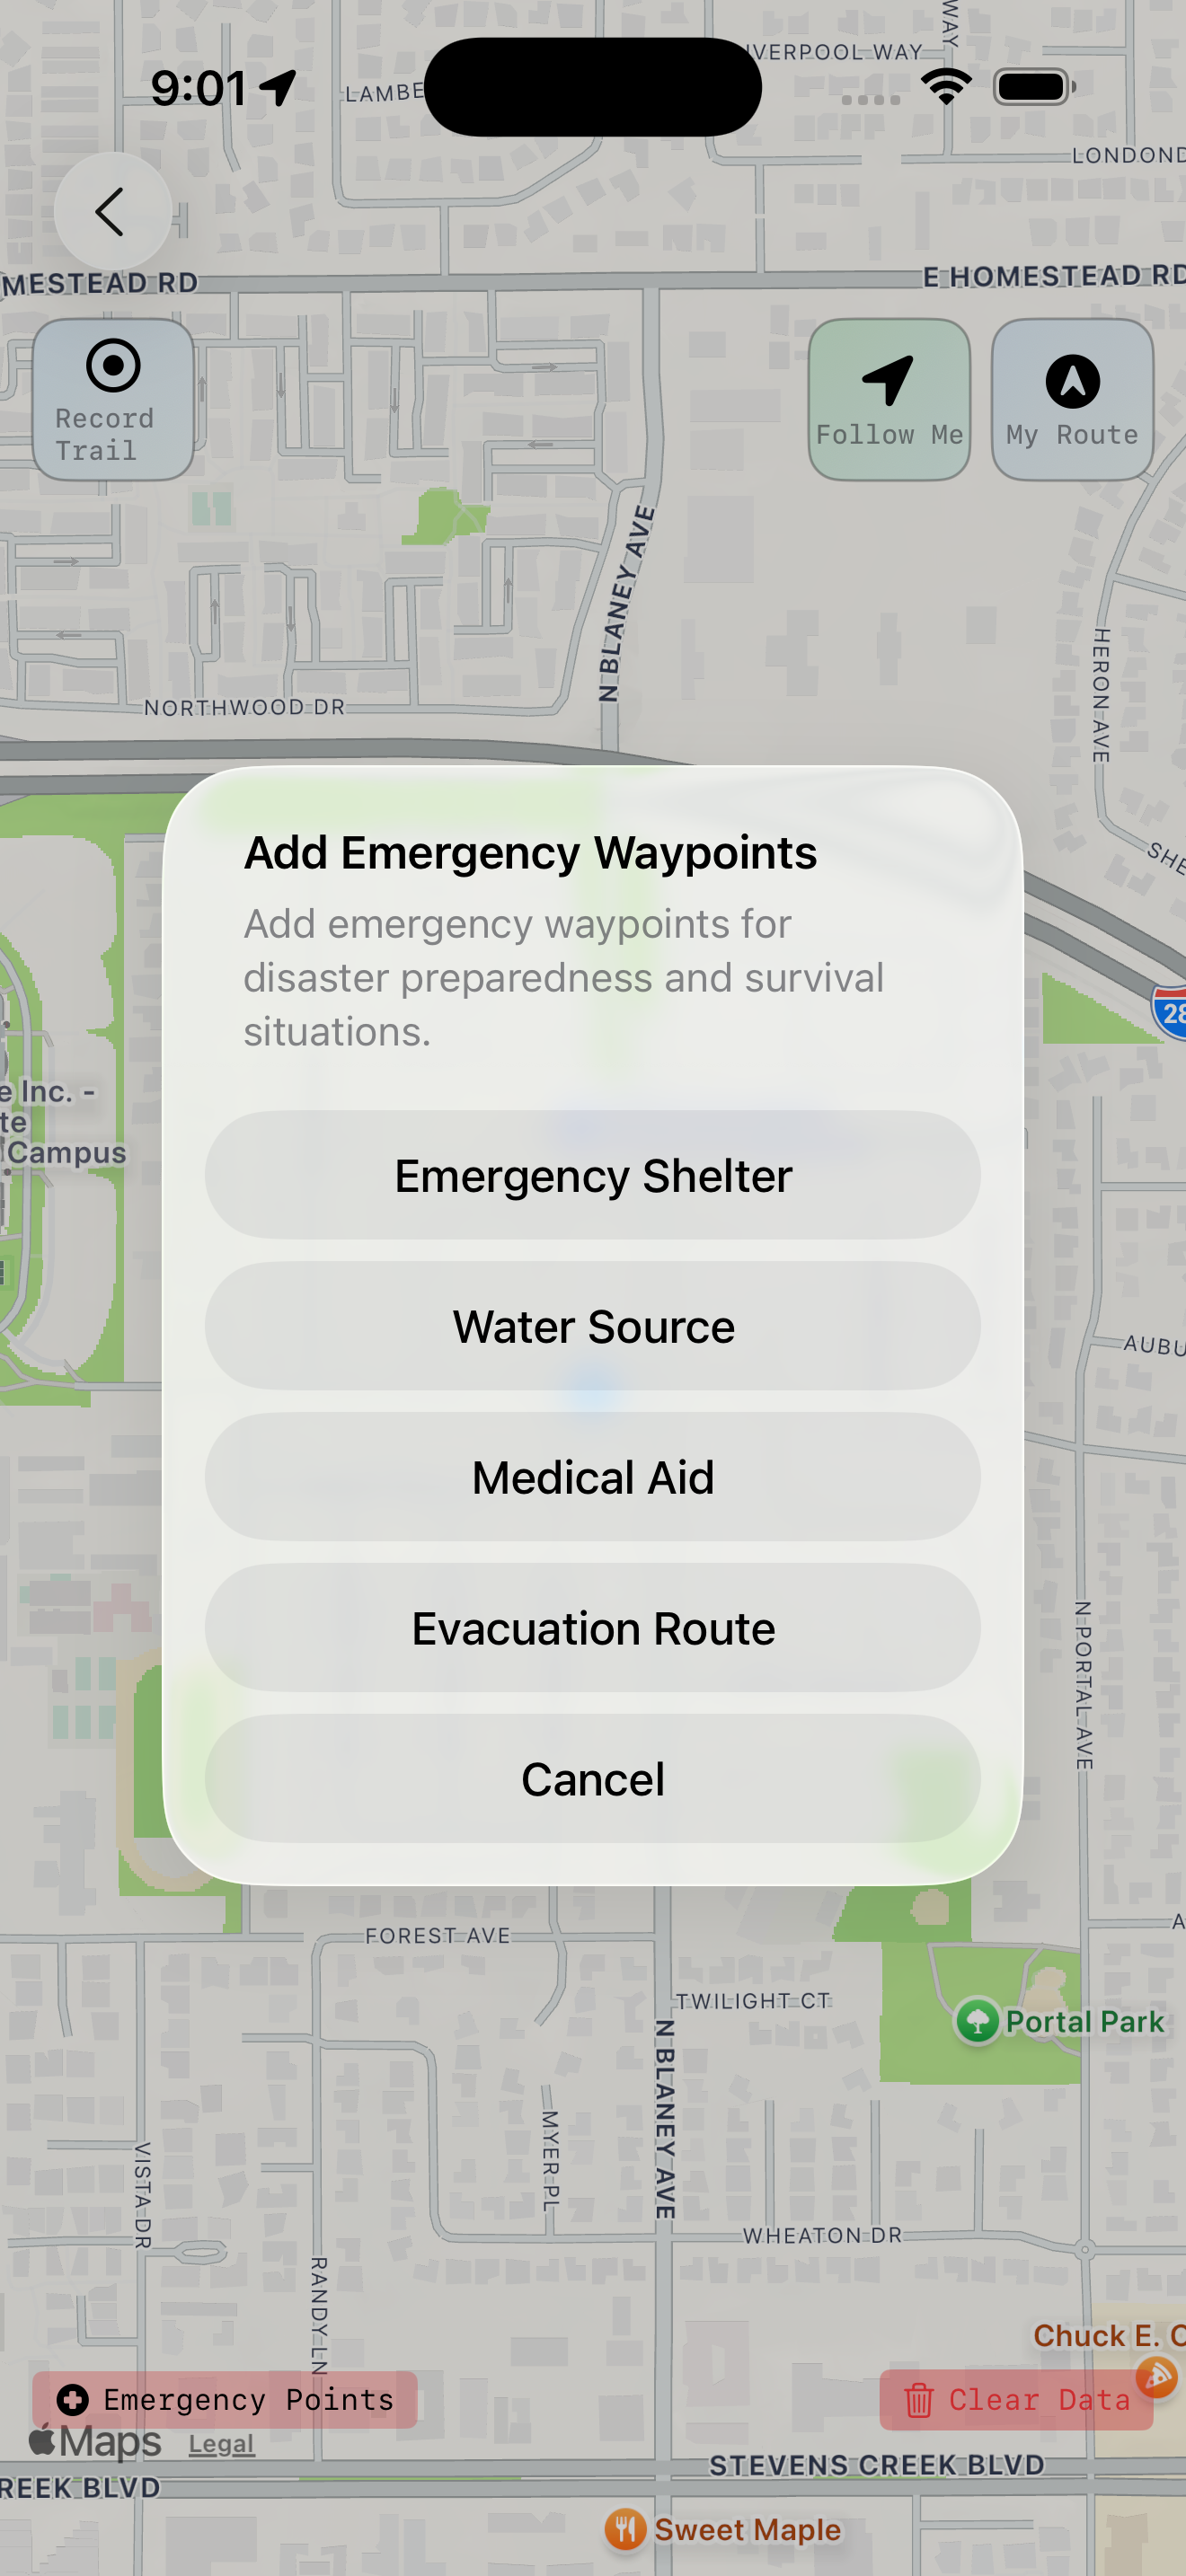 WAY
IVERPOOL WAY
9:01
LAMBE
LONDOND
MESTEAD RD
E HOMESTEAD RD
Record
Trail
Follow Me
My Route
N BLANEY AVE
HERON AVE
NORTHWOOD DR
SHE
Add Emergency Waypoints
Add emergency waypoints for
disaster preparedness and survival
situations.
28
e Inc. -
te
Campus
Emergency Shelter
Water Source
AUBU
Medical Aid
Evacuation Route
N PORTAL AVE
Cancel
A
FOREST AVE
TWILIGHT CT
Portal Park
N BLANEY AVE
MYER PL
VISTA DR
WHEATON DR
RANDY LN
Chuck E. C
Emergency Points
Clear Data
Maps
Legal
STEVENS CREEK BLVD
REEK BLVD
Sweet Maple